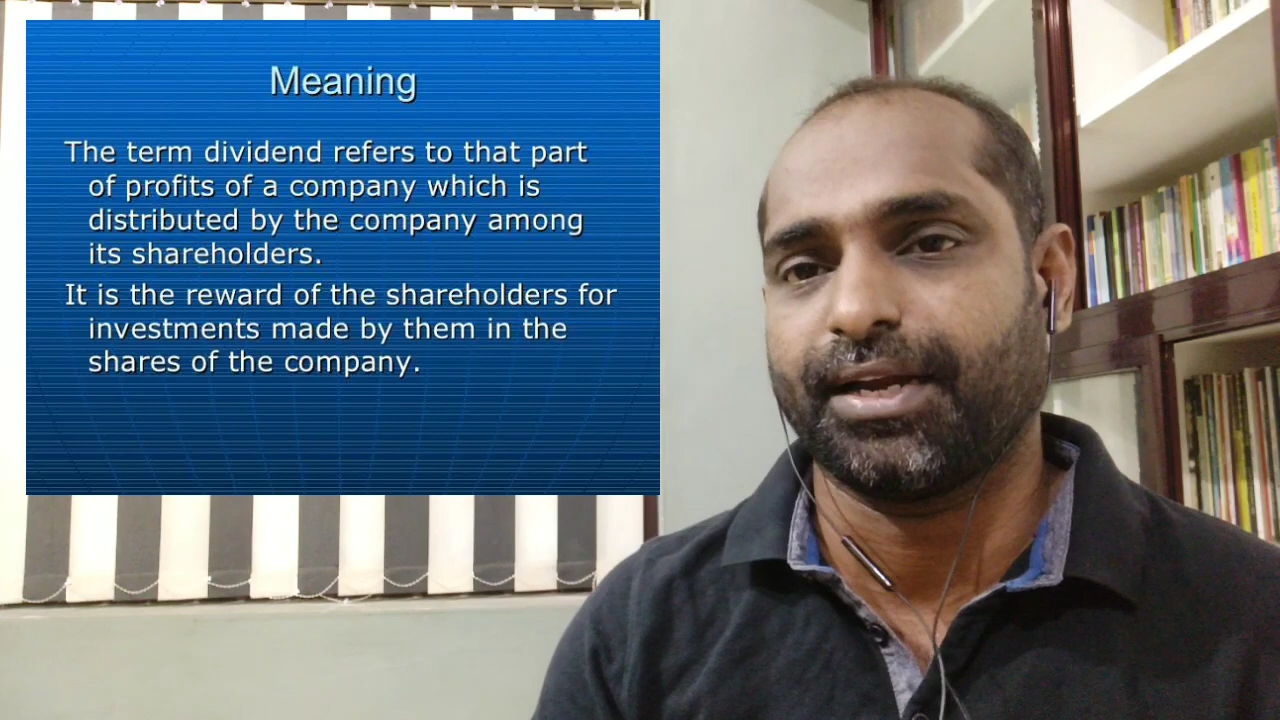 Meaning
The term dividend refers to that part
of profits of a company which is
distributed by the company among
its shareholders.
It is the reward of the shareholders for
investments made by them in the
shares of the company.